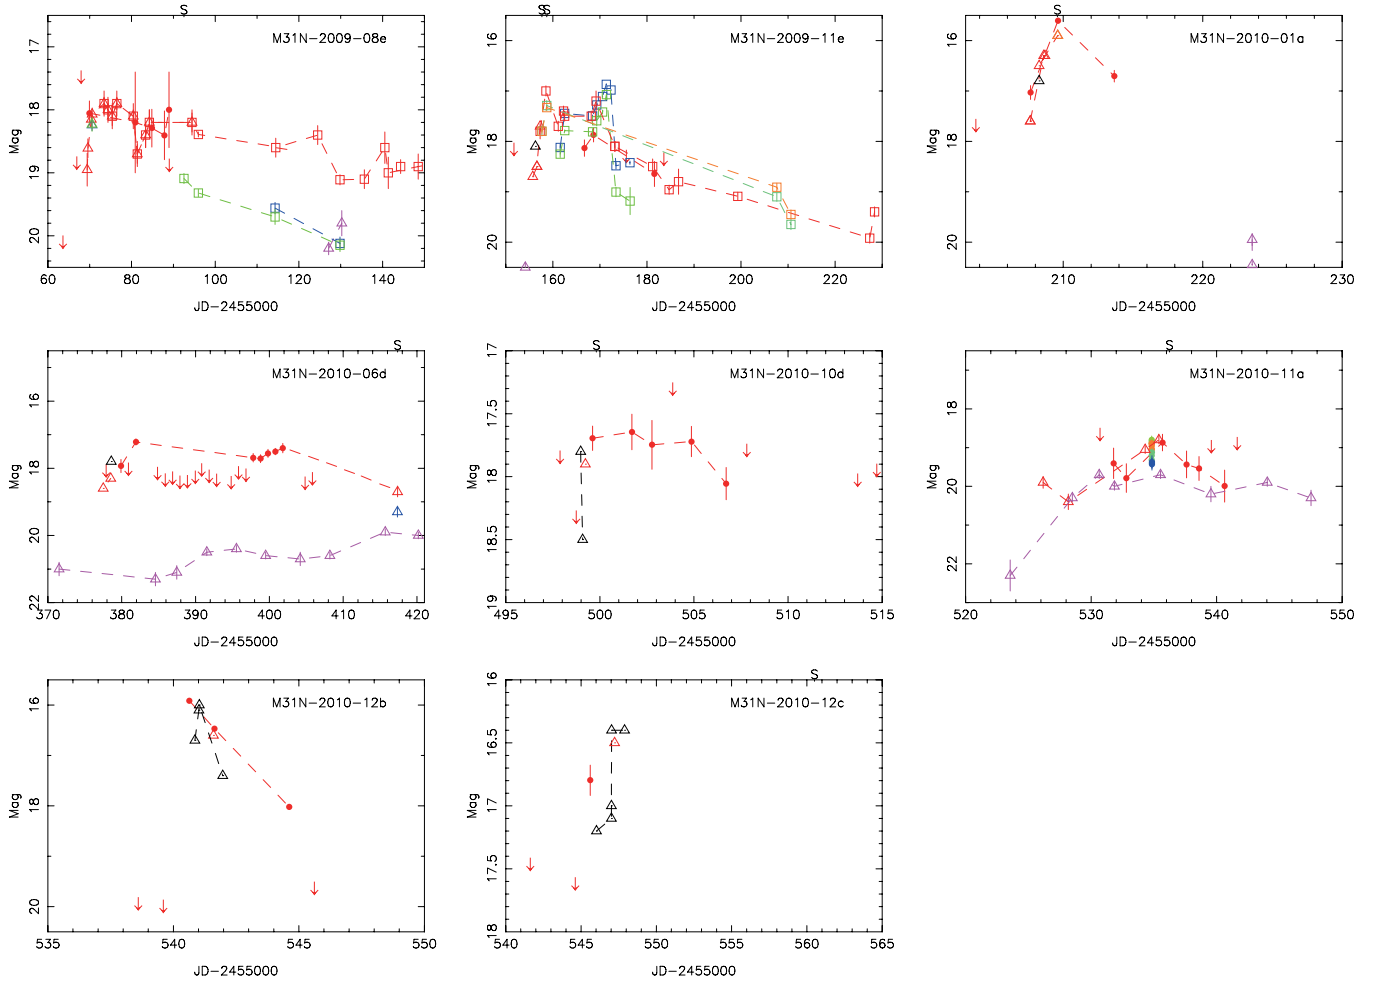 S
S S
S
M31N-2009-08e
M31N-2009-11e
M31N-2010-01a
17
18
19
20
Mag
60 80 100 120 140
JD-2455000
16
18
20
Mag
160 180 200 220
JD-2455000
16
18
20
Mag
210 220 230
JD-2455000
S
S
S
M31N-2010-06d
M31N-2010-10d
M31N-2010-11a
16
18
20
22
Mag
370 380 390 400 410 420
JD-2455000
17
17.5
18
18.5
19
Mag
495 500 505 510 515
JD-2455000
18
20
22
Mag
520 530 540 550
JD-2455000
S
M31N-2010-12b
M31N-2010-12c
16
18
20
Mag
535 540 545 550
JD-2455000
16
16.5
17
17.5
18
Mag
540 545 550 555 560 565
JD-2455000